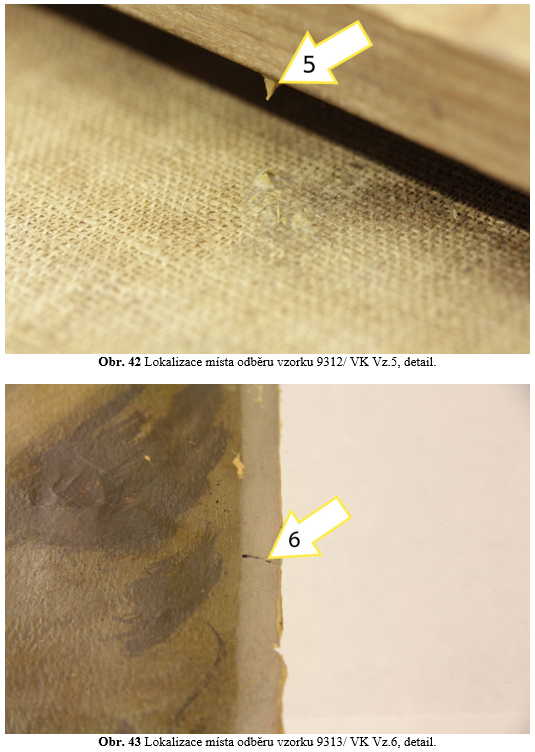 5
Obr. 42 Lokalizace místa odběru vzorku 9312/ VK Vz.5, detail.
6
Obr. 43 Lokalizace místa odběru vzorku 9313/ VK Vz.6, detail.